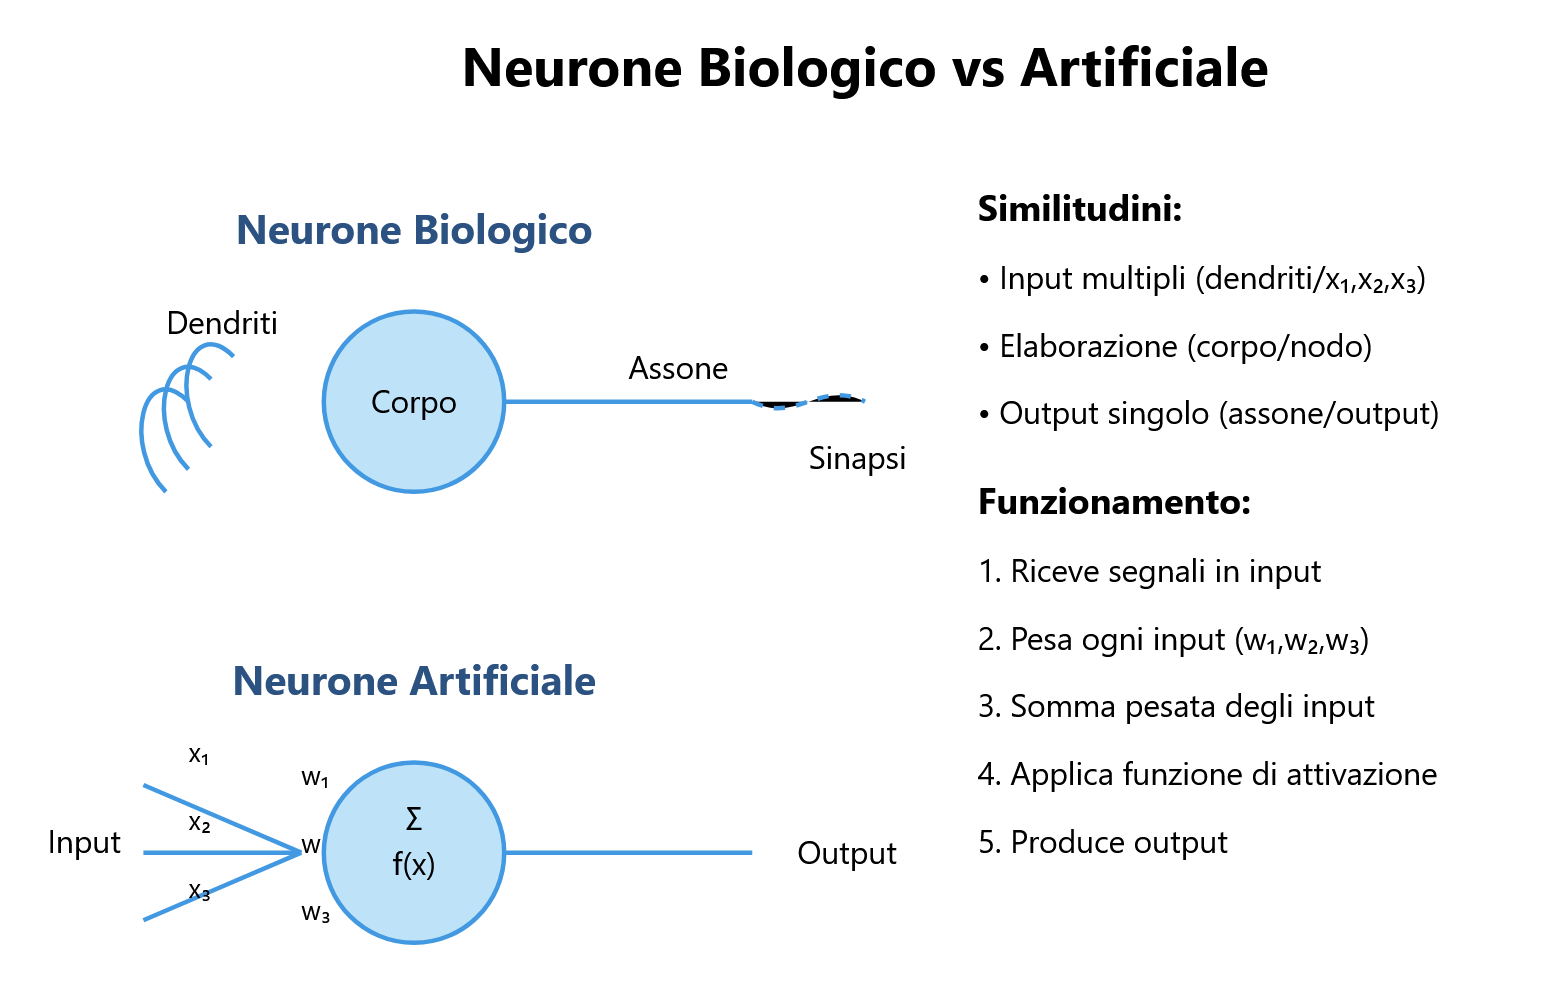 Neurone Biologico vs Artificiale
Neurone Biologico
Dendriti
Corpo
Assone
Sinapsi
Neurone Artificiale
Input
x₁
x₂
x₃
w₁
w
w₃
Σ
f(x)
Output
Similitudini:
• Input multipli (dendriti/x₁,x₂,x₃)
• Elaborazione (corpo/nodo)
• Output singolo (assone/output)
Funzionamento:
1. Riceve segnali in input
2. Pesa ogni input (w₁,w₂,w₃)
3. Somma pesata degli input
4. Applica funzione di attivazione
5. Produce output